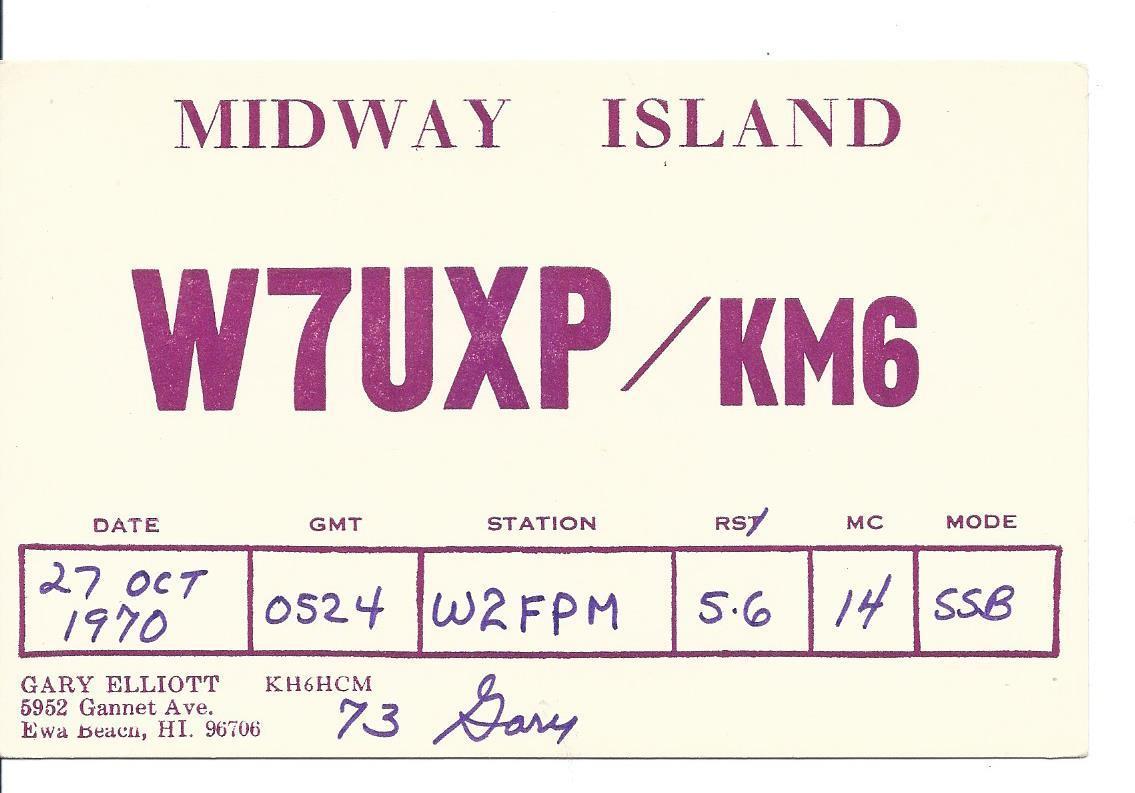 MIDWAY ISLAND
W7UXP/KM6
DATE GMT STATION RST MC MODE
27 OCT 1970 0524 W2FPM 5·6 14 SSB
GARY ELLIOTT KH6HCM
5952 Gannet Ave.
Ewa Beach, HI. 96706
73 Gary